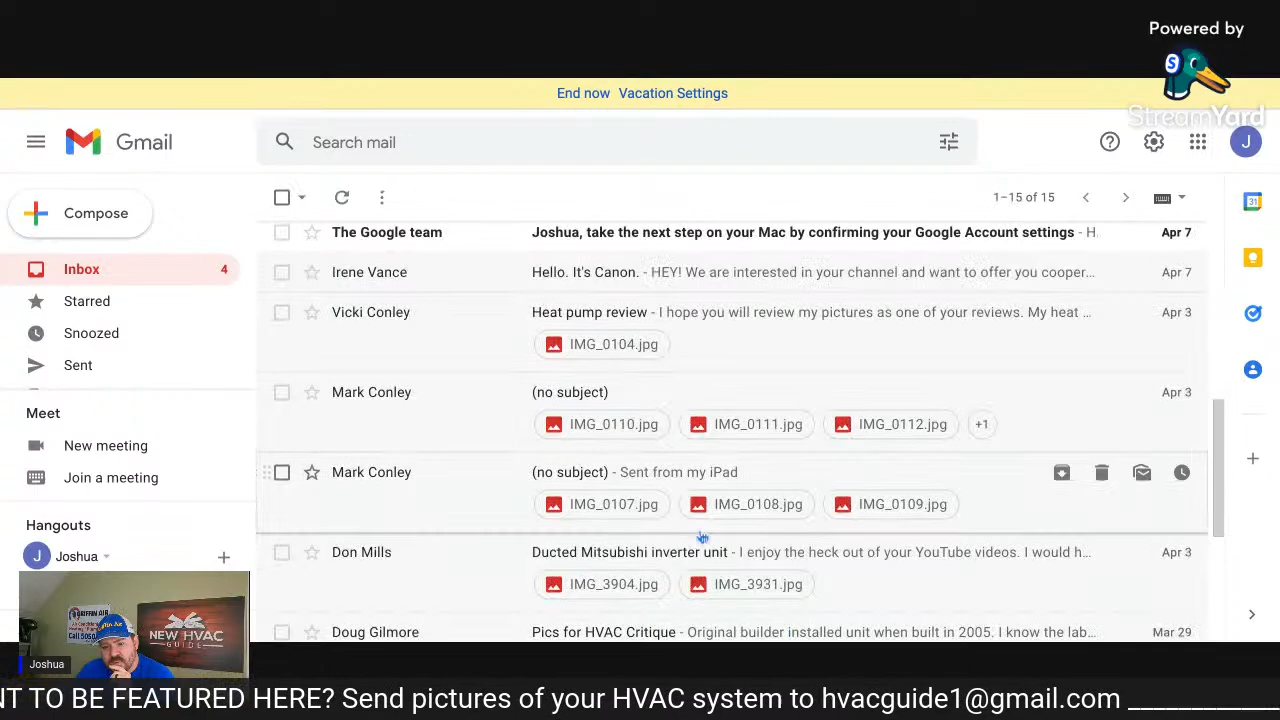 Powered by
S
StreamYard
End now Vacation Settings
Gmail
Search mail
J
Compose
1–15 of 15
31
The Google team Joshua, take the next step on your Mac by confirming your Google Account settings - H. Apr 7
Inbox 4
Irene Vance Hello. It's Canon. - HEY! We are interested in your channel and want to offer you cooper... Apr 7
Starred
Vicki Conley Heat pump review - I hope you will review my pictures as one of your reviews. My heat ... Apr 3
Snoozed
IMG_0104.jpg
Sent
Mark Conley (no subject) Apr 3
Meet
IMG_0110.jpg IMG_0111.jpg IMG_0112.jpg +1
New meeting
Mark Conley (no subject) - Sent from my iPad
Join a meeting
IMG_0107.jpg IMG_0108.jpg IMG_0109.jpg
Hangouts
Don Mills Ducted Mitsubishi inverter unit - I enjoy the heck out of your YouTube videos. I would h... Apr 3
J Joshua
IMG_3904.jpg IMG_3931.jpg
Doug Gilmore Pics for HVAC Critique - Original builder installed unit when built in 2005. I know the lab... Mar 29
GRIFFIN AIR
NEW HVAC
GUIDE
Joshua
NT TO BE FEATURED HERE? Send pictures of your HVAC system to hvacguide1@gmail.com